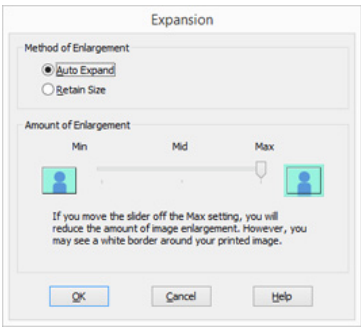 Expansion
Method of Enlargement
Auto Expand
Retain Size
Amount of Enlargement
Min Mid Max
If you move the slider off the Max setting, you will
reduce the amount of image enlargement. However, you
may see a white border around your printed image.
OK Cancel Help